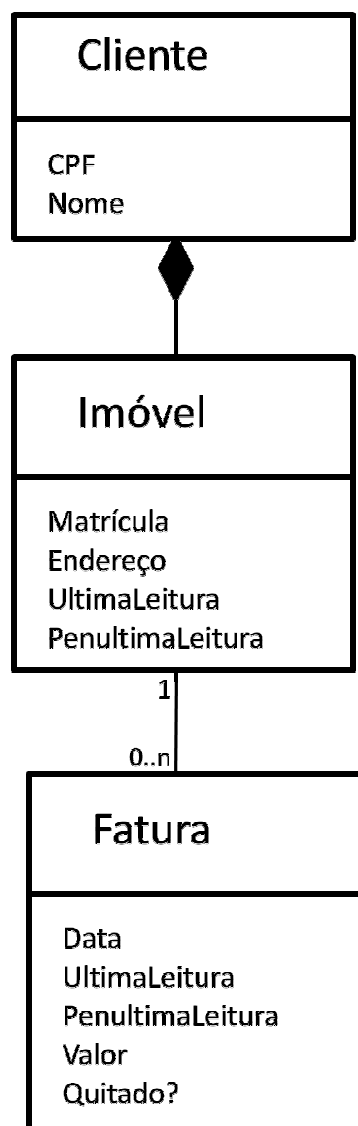 Cliente
CPF
Nome
Imóvel
Matrícula
Endereço
UltimaLeitura
PenultimaLeitura
1
0..n
Fatura
Data
UltimaLeitura
PenultimaLeitura
Valor
Quitado?